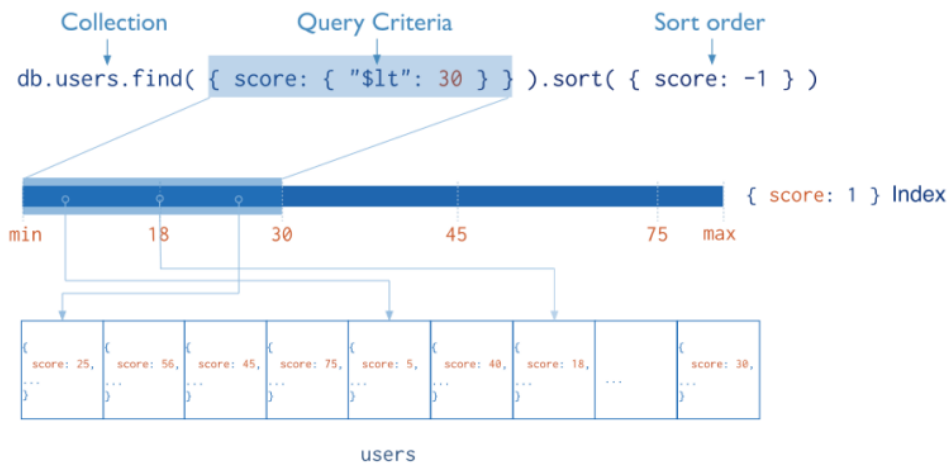 Collection Query Criteria Sort order
db.users.find( { score: { "$lt": 30 } } ).sort( { score: -1 } )
{ score: 1 } Index
min 18 30 45 75 max
{ { { { { { { {
score: 25, score: 56, score: 45, score: 75, score: 5, score: 40, score: 18, score: 30,
... ... ... ... ... ... ... ... ...
} } } } } } } }
users